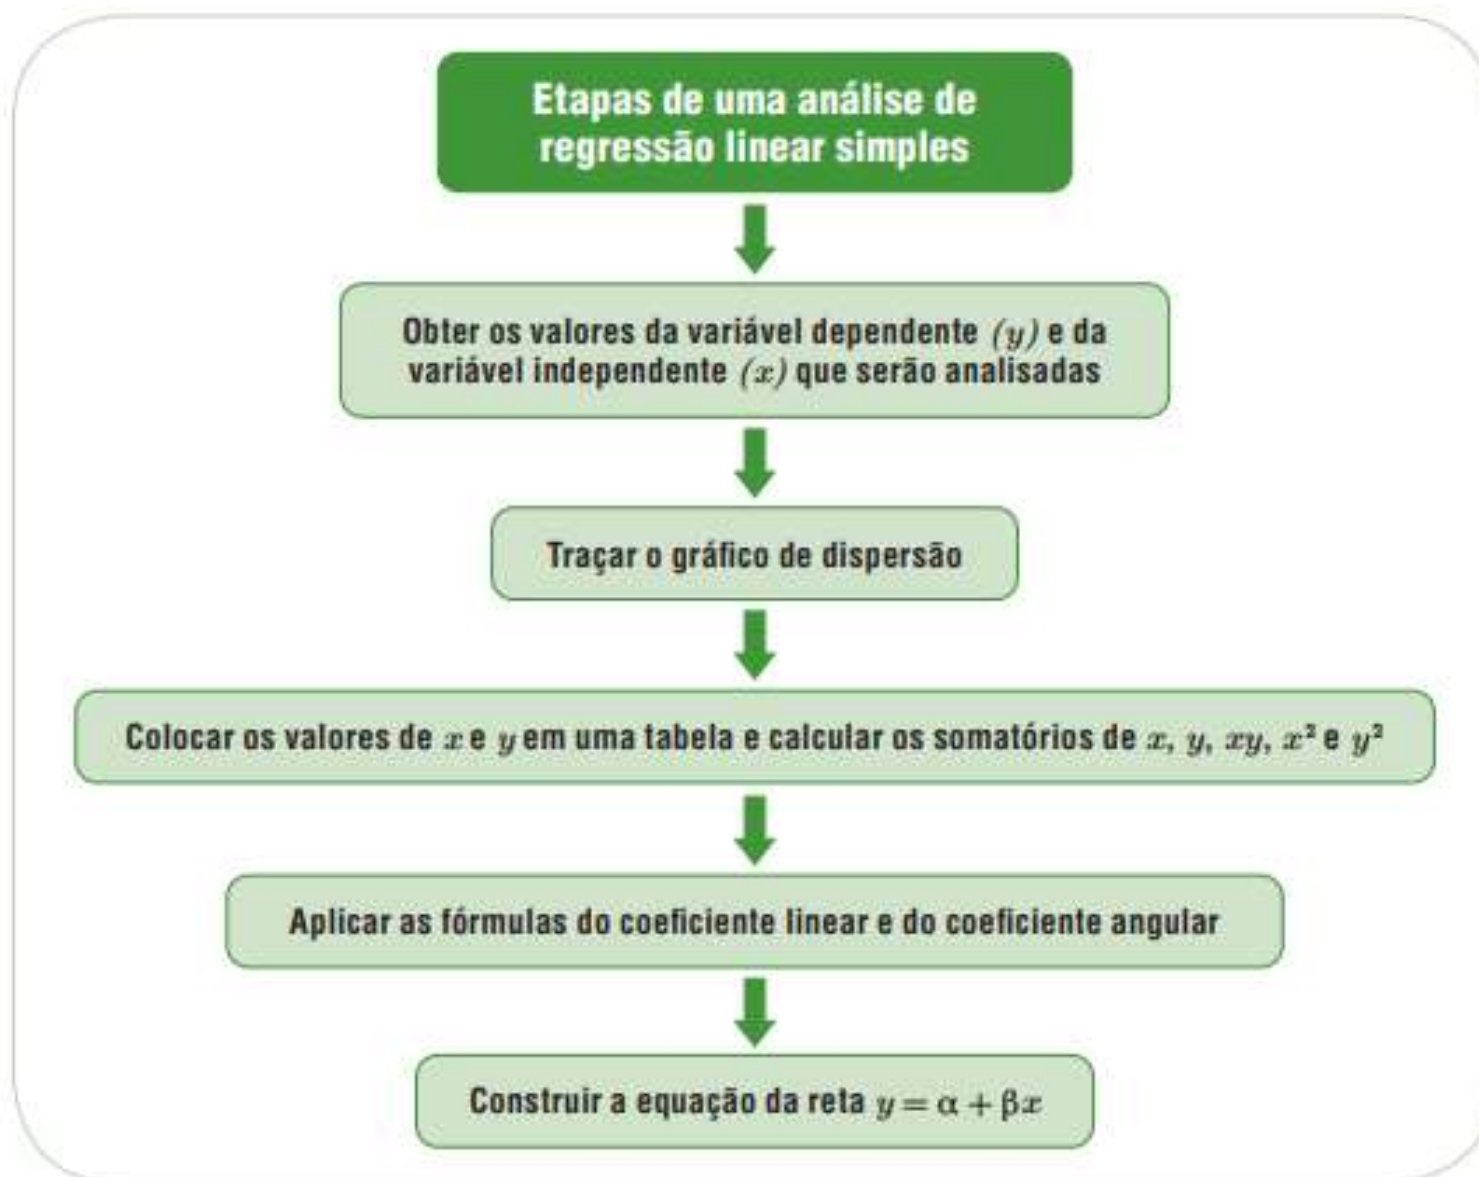 Etapas de uma análise de
regressão linear simples
Obter os valores da variável dependente (y) e da
variável independente (x) que serão analisadas
Traçar o gráfico de dispersão
Colocar os valores de x e y em uma tabela e calcular os somatórios de x, y, xy, x² e y²
Aplicar as fórmulas do coeficiente linear e do coeficiente angular
Construir a equação da reta y = α + βx